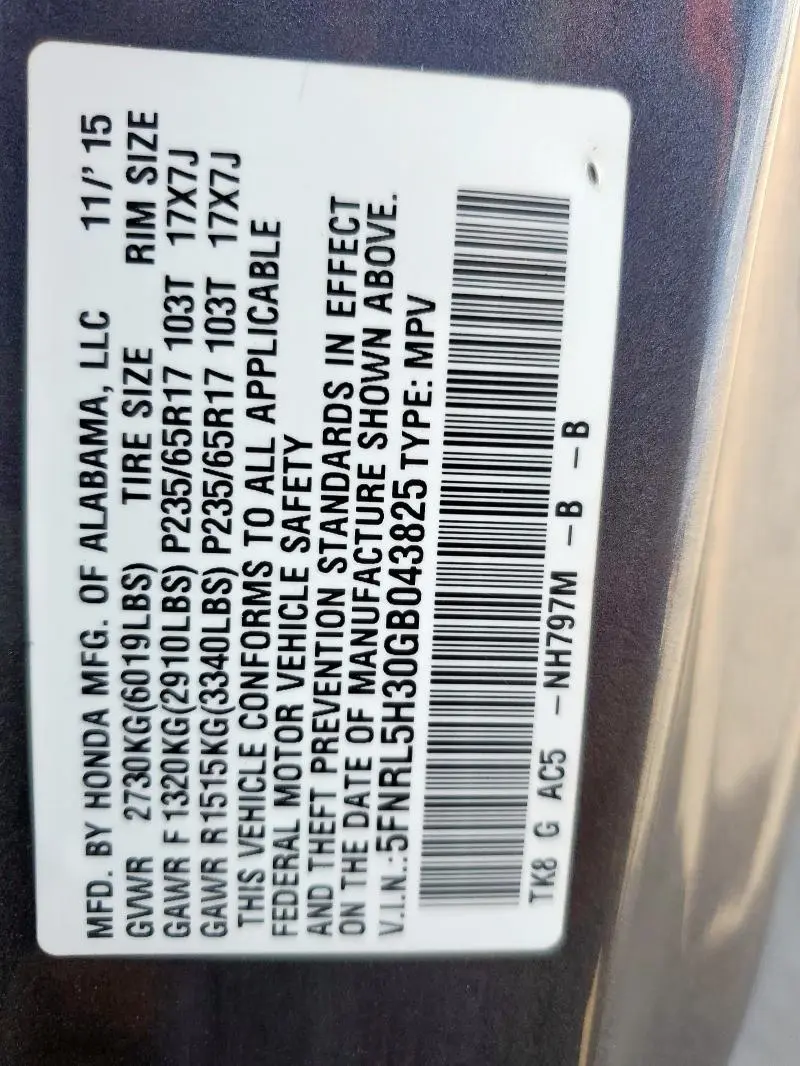 MFD. BY HONDA MFG. OF ALABAMA, LLC 11/' 15
GVWR 2730KG(6019LBS) TIRE SIZE RIM SIZE
GAWR F 1320KG(2910LBS) P235/65R17 103T 17X7J
GAWR R1515KG(3340LBS) P235/65R17 103T 17X7J
THIS VEHICLE CONFORMS TO ALL APPLICABLE
FEDERAL MOTOR VEHICLE SAFETY
AND THEFT PREVENTION STANDARDS IN EFFECT
ON THE DATE OF MANUFACTURE SHOWN ABOVE.
V.I.N.:5FNRL5H30GB043825 TYPE: MPV
TK8 G AC5 -NH797M -B -B